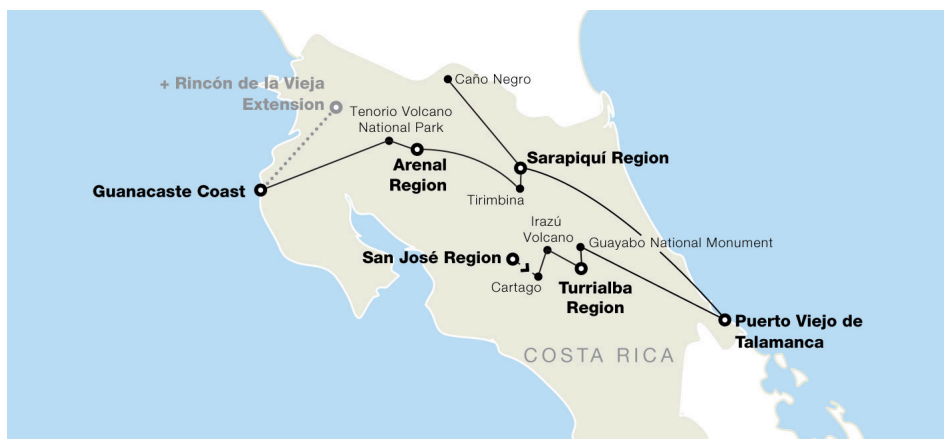 Caño Negro
+ Rincón de la Vieja
Extension
Tenorio Volcano
National Park
Sarapiquí Region
Arenal
Region
Guanacaste Coast
Tirimbina
Irazú
Volcano
Guayabo National Monument
San José Region
Cartago
Turrialba
Region
Puerto Viejo de
Talamanca
COSTA RICA